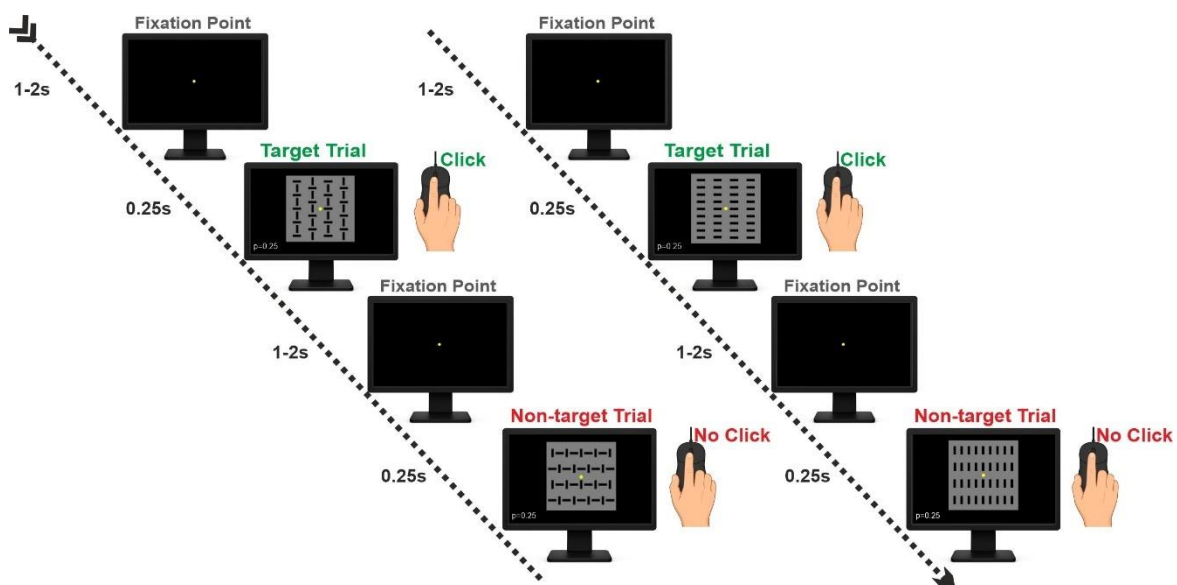 Fixation Point
1-2s
Target Trial
Click
p=0.25
0.25s
Fixation Point
1-2s
Non-target Trial
No Click
p=0.25
0.25s
Fixation Point
1-2s
Target Trial
Click
p=0.25
0.25s
Fixation Point
1-2s
Non-target Trial
No Click
p=0.25
0.25s